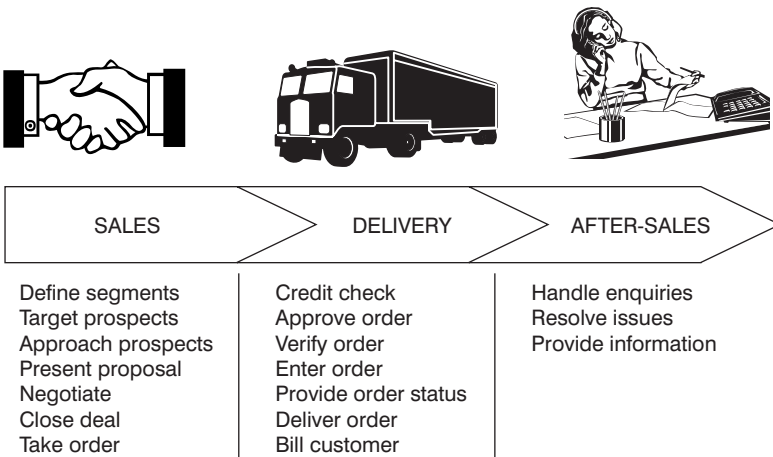 SALES
DELIVERY
AFTER-SALES
Define segments
Target prospects
Approach prospects
Present proposal
Negotiate
Close deal
Take order
Credit check
Approve order
Verify order
Enter order
Provide order status
Deliver order
Bill customer
Handle enquiries
Resolve issues
Provide information